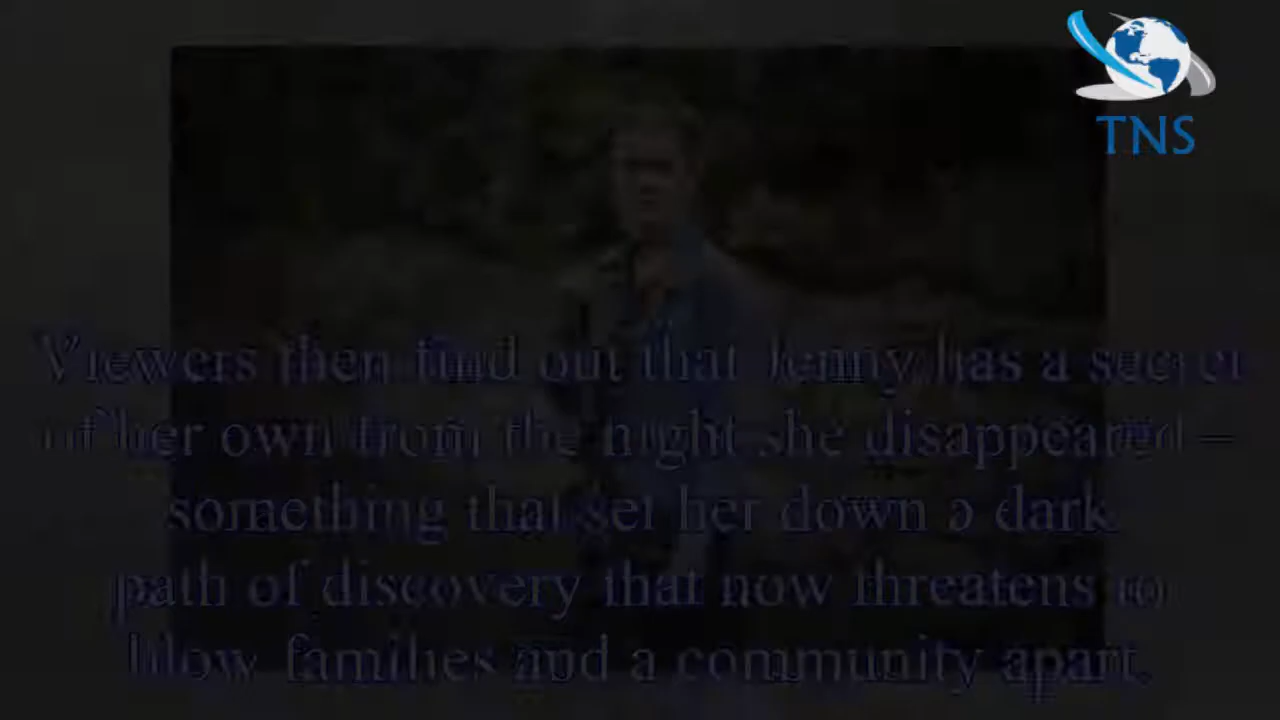 TNS
Viewers then find out that Jenny has a secret
of her own from the night she disappeared –
something that set her down a dark
path of discovery that now threatens to
blow families and a community apart.